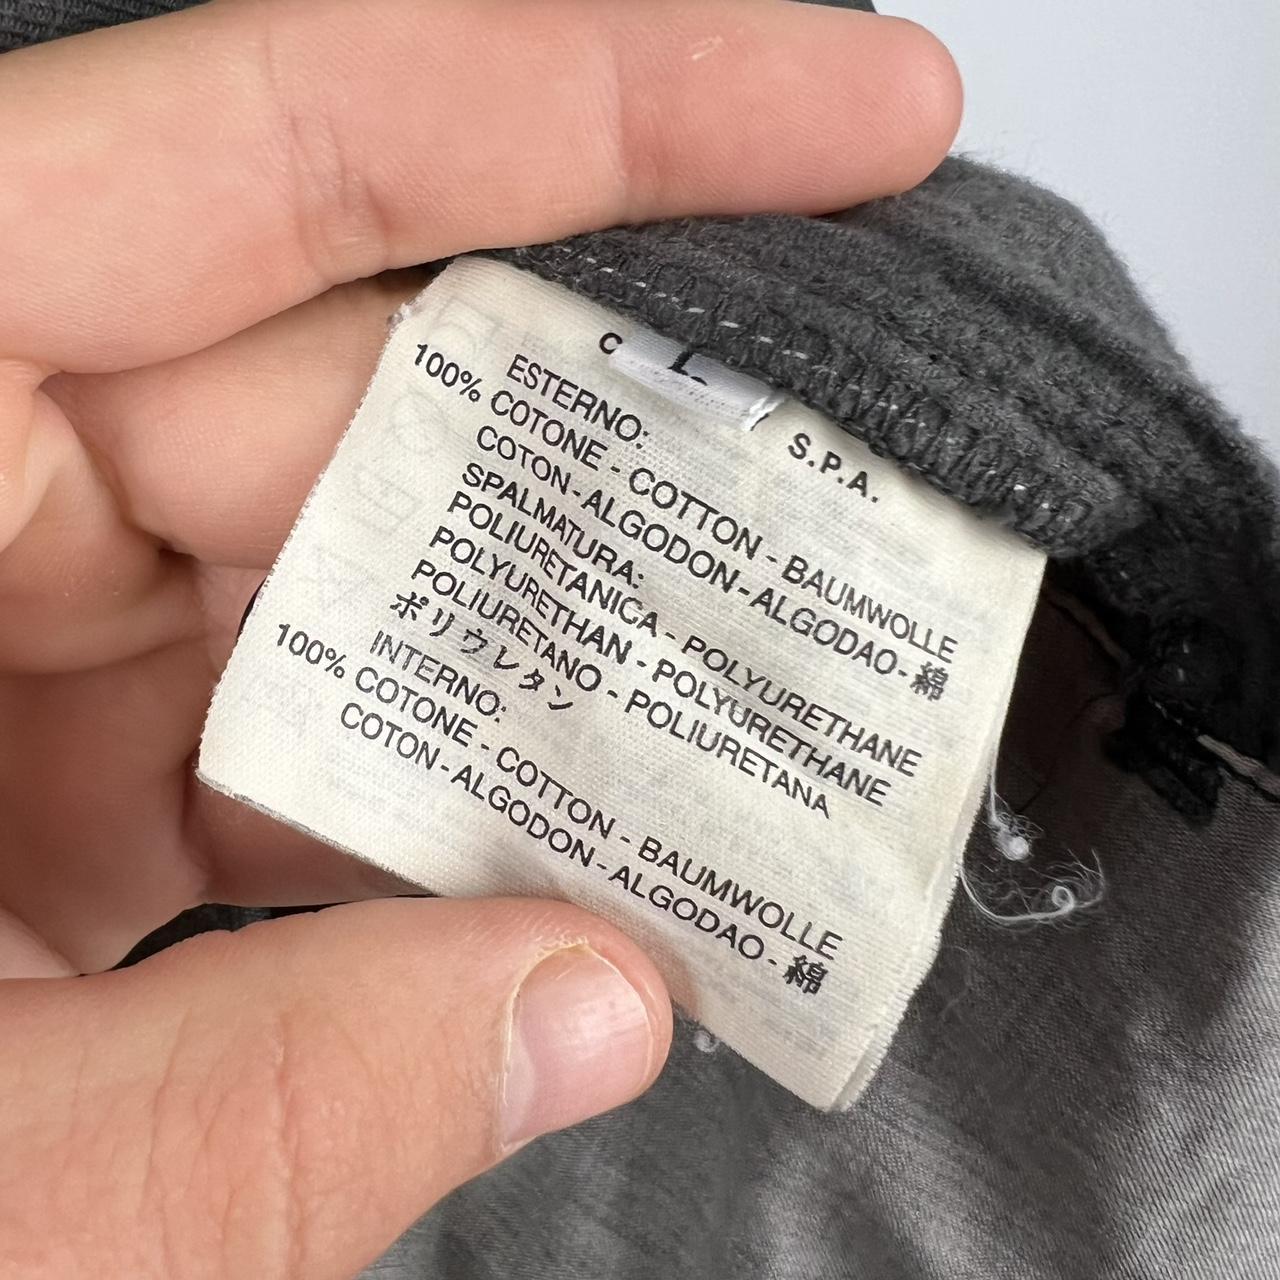 C L S.P.A.
ESTERNO:
100% COTONE - COTTON - BAUMWOLLE
COTON - ALGODON - ALGODAO - 綿
SPALMATURA:
POLIURETANICA - POLYURETHANE
POLYURETHAN - POLYURETHANE
POLIURETANO - POLIURETANA
ポリウレタン
INTERNO:
100% COTONE - COTTON - BAUMWOLLE
COTON - ALGODON - ALGODAO - 綿